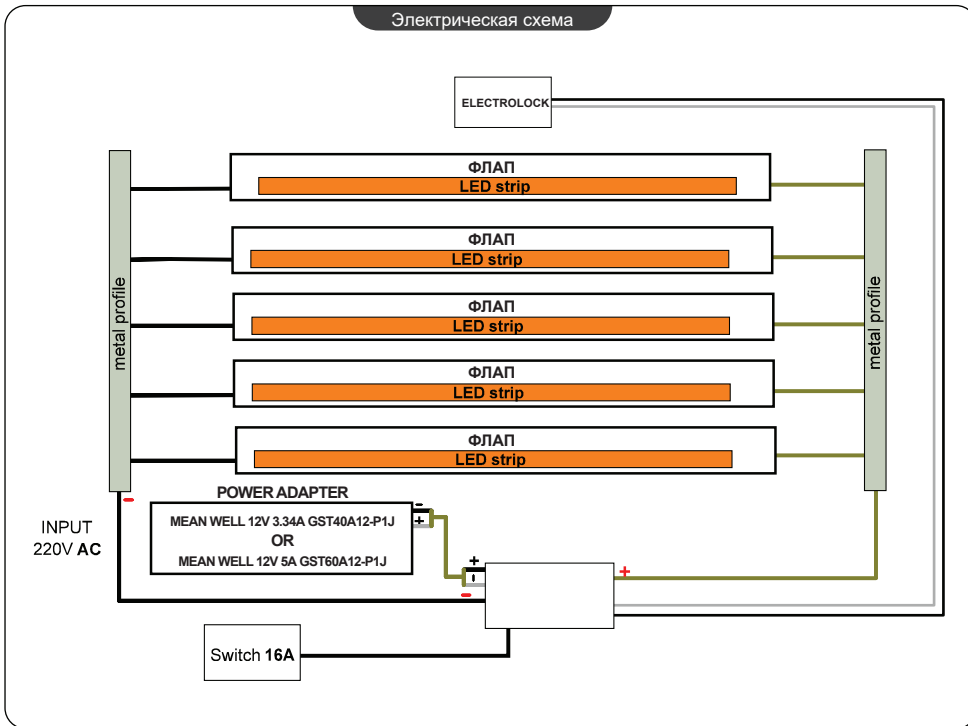 Электрическая схема
ELECTROLOCK
ФЛАП
LED strip
ФЛАП
LED strip
ФЛАП
LED strip
ФЛАП
LED strip
ФЛАП
LED strip
metal profile
metal profile
-
POWER ADAPTER
MEAN WELL 12V 3.34A GST40A12-P1J
OR
MEAN WELL 12V 5A GST60A12-P1J
-
+
INPUT
220V AC
+
-
-
+
Switch 16A